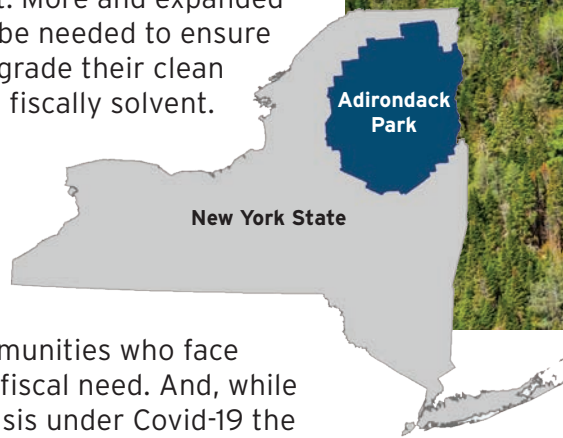 t. More and expanded
be needed to ensure
grade their clean
fiscally solvent.
Adirondack
Park
New York State
munities who face
fiscal need. And, while
sis under Covid-19 the